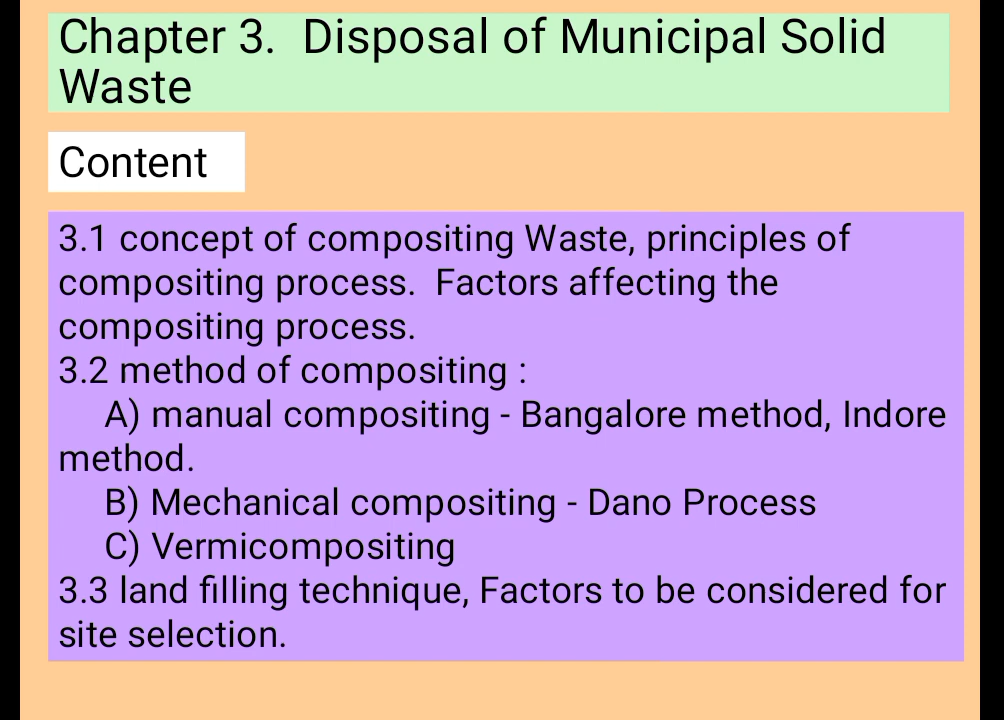 Chapter 3.  Disposal of Municipal Solid
Waste
Content
3.1 concept of compositing Waste, principles of
compositing process.  Factors affecting the
compositing process.
3.2 method of compositing :
A) manual compositing - Bangalore method, Indore
method.
B) Mechanical compositing - Dano Process
C) Vermicompositing
3.3 land filling technique, Factors to be considered for
site selection.